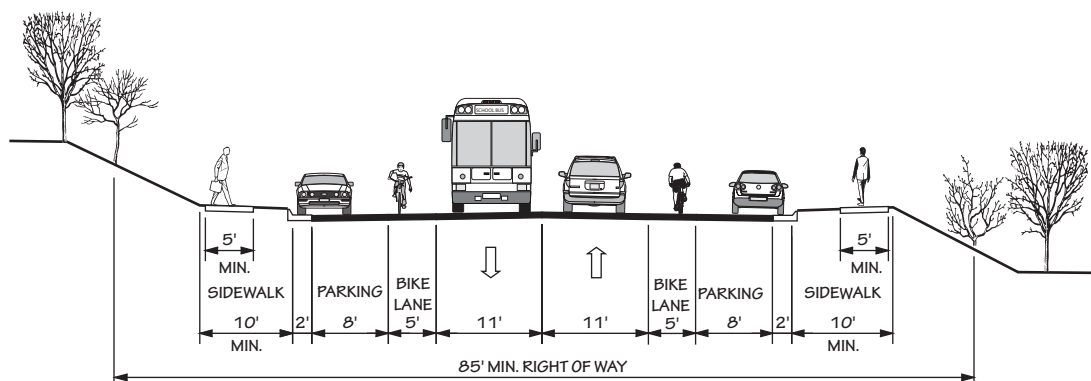 SCHOOL BUS
5'
MIN.
5'
MIN.
SIDEWALK
PARKING
BIKE
LANE
BIKE
LANE
PARKING
SIDEWALK
10'
MIN.
2'
8'
5'
11'
11'
5'
8'
2'
10'
MIN.
85' MIN. RIGHT OF WAY